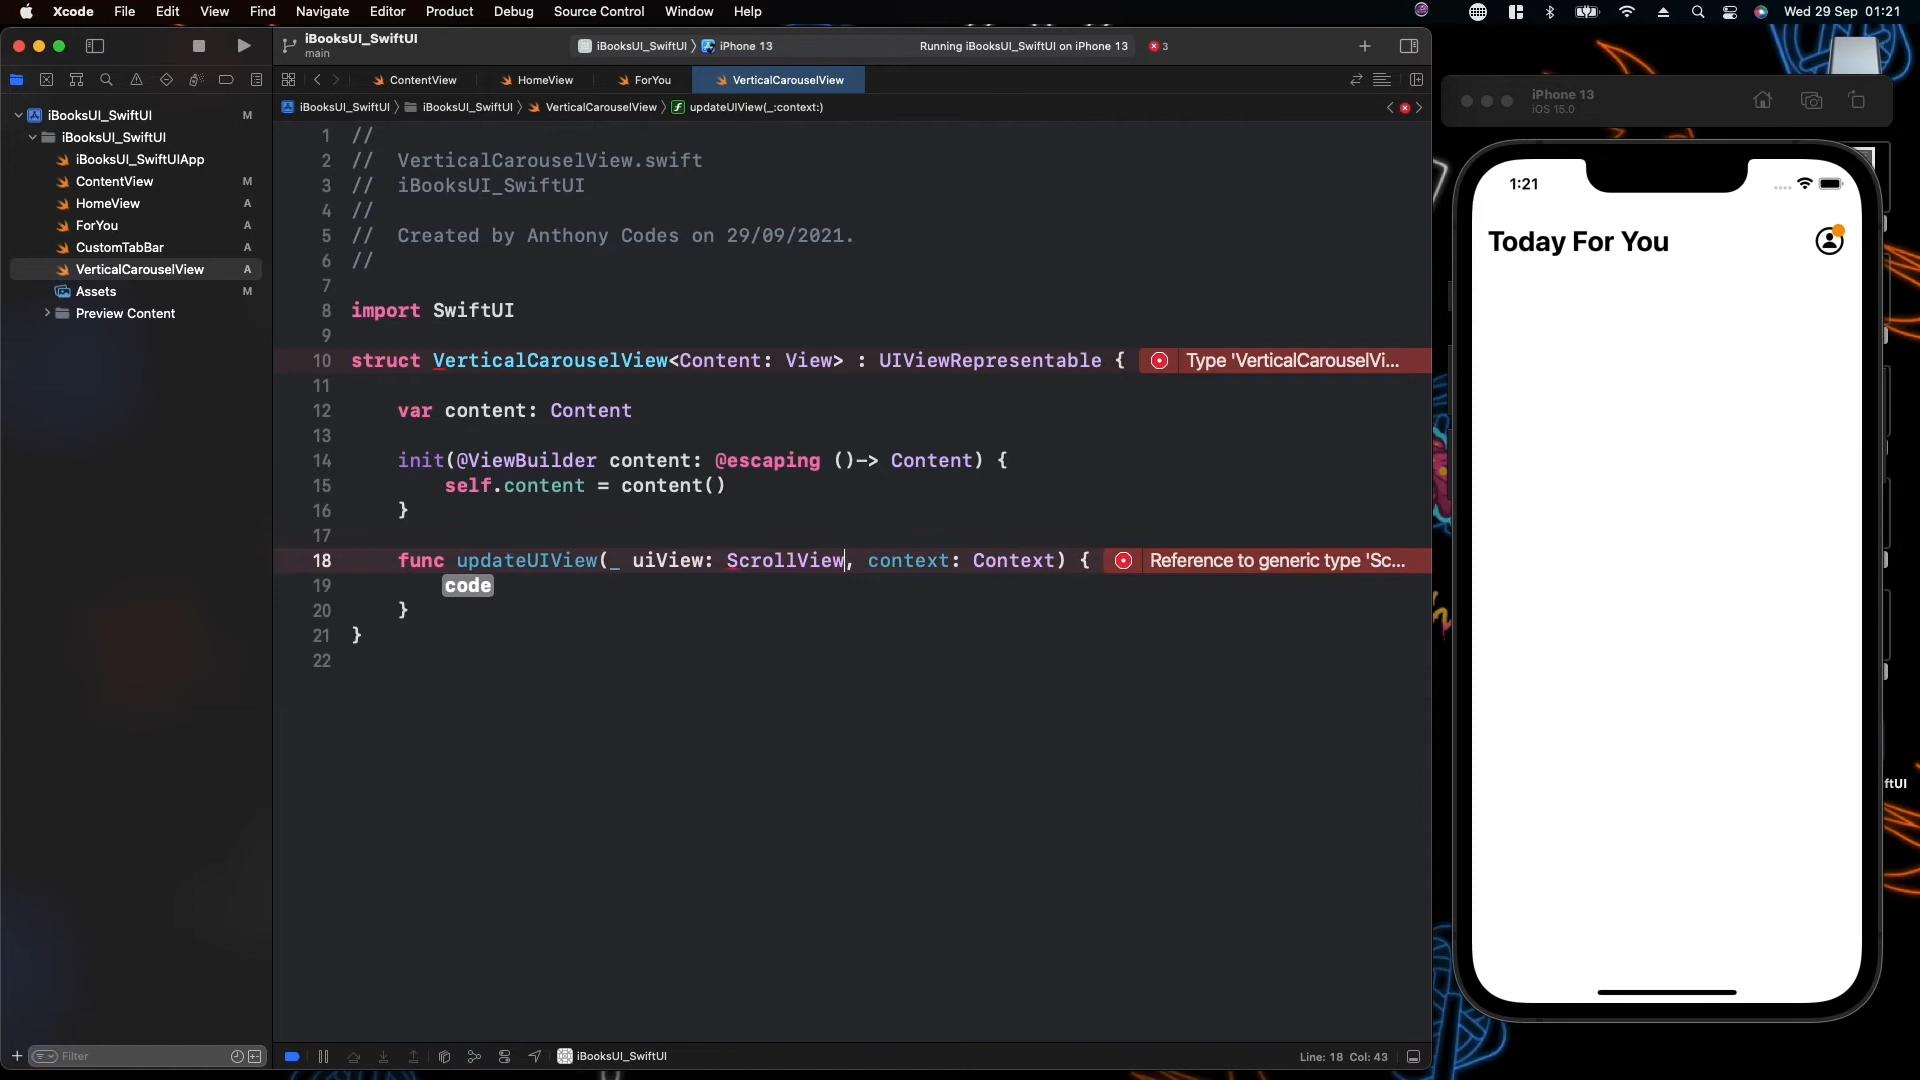 Xcode File Edit View Find Navigate Editor Product Debug Source Control Window Help Wed 29 Sep 01:21
iBooksUI_SwiftUI
main
iBooksUI_SwiftUI iPhone 13 Running iBooksUI_SwiftUI on iPhone 13 3
ContentView HomeView ForYou VerticalCarouselView
iBooksUI_SwiftUI iBooksUI_SwiftUI VerticalCarouselView updateUIView(_:context:)
iBooksUI_SwiftUI M
iBooksUI_SwiftUI
iBooksUI_SwiftUIApp
ContentView M
HomeView A
ForYou A
CustomTabBar A
VerticalCarouselView A
Assets M
Preview Content
1 //
2 //  VerticalCarouselView.swift
3 //  iBooksUI_SwiftUI
4 //
5 //  Created by Anthony Codes on 29/09/2021.
6 //
7
8 import SwiftUI
9
10 struct VerticalCarouselView<Content: View> : UIViewRepresentable { Type 'VerticalCarouselVi...
11
12     var content: Content
13
14     init(@ViewBuilder content: @escaping ()-> Content) {
15         self.content = content()
16     }
17
18     func updateUIView(_ uiView: ScrollView, context: Context) { Reference to generic type 'Sc...
19         code
20     }
21 }
22
Filter
iBooksUI_SwiftUI
Line: 18 Col: 43
iPhone 13
iOS 15.0
1:21
Today For You
ftUI